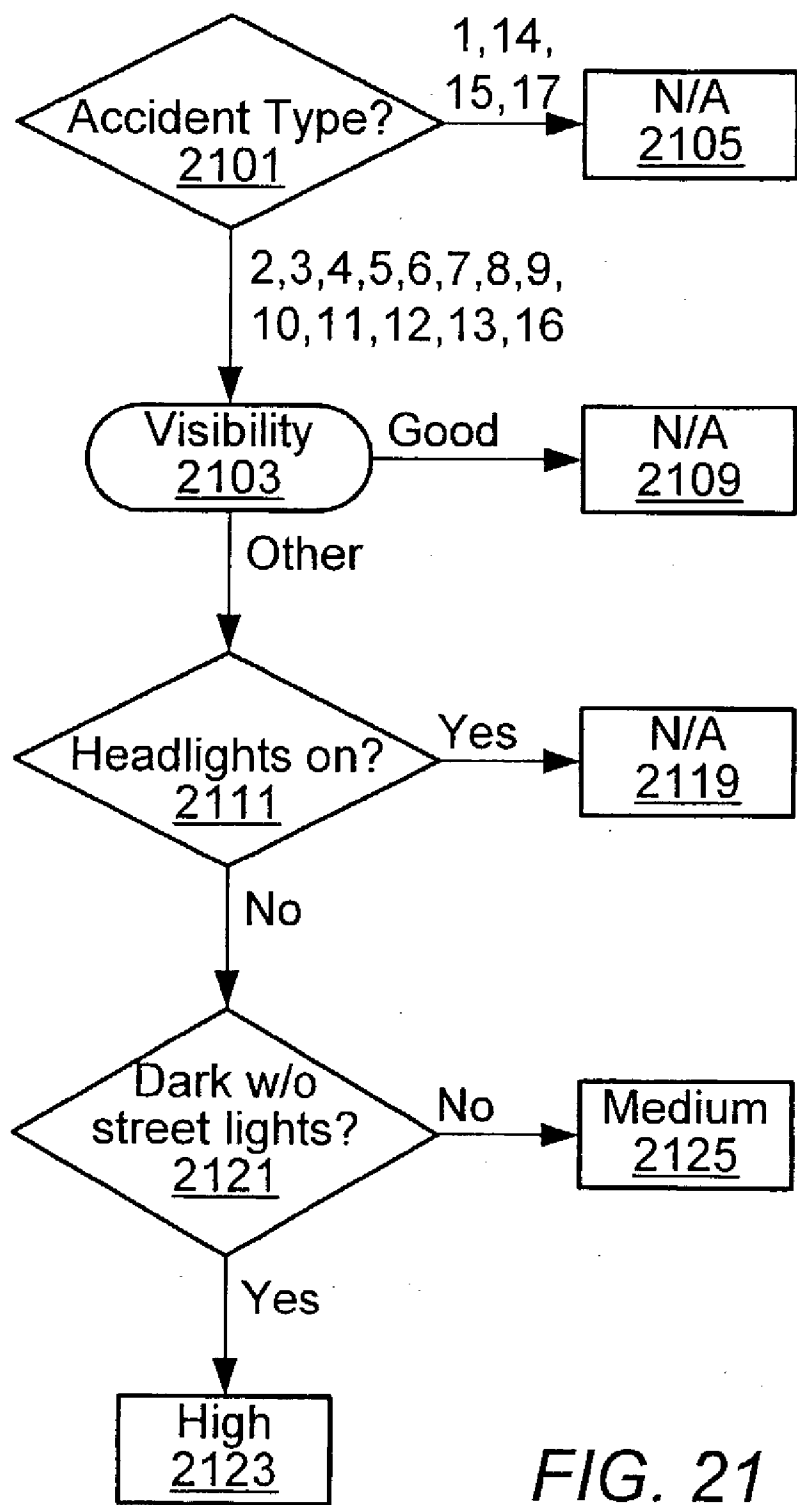 1,14,
15,17
Accident Type?
2101
N/A
2105
2,3,4,5,6,7,8,9,
10,11,12,13,16
Visibility
2103
Good
N/A
2109
Other
Headlights on?
2111
Yes
N/A
2119
No
Dark w/o
street lights?
2121
No
Medium
2125
Yes
High
2123
FIG. 21